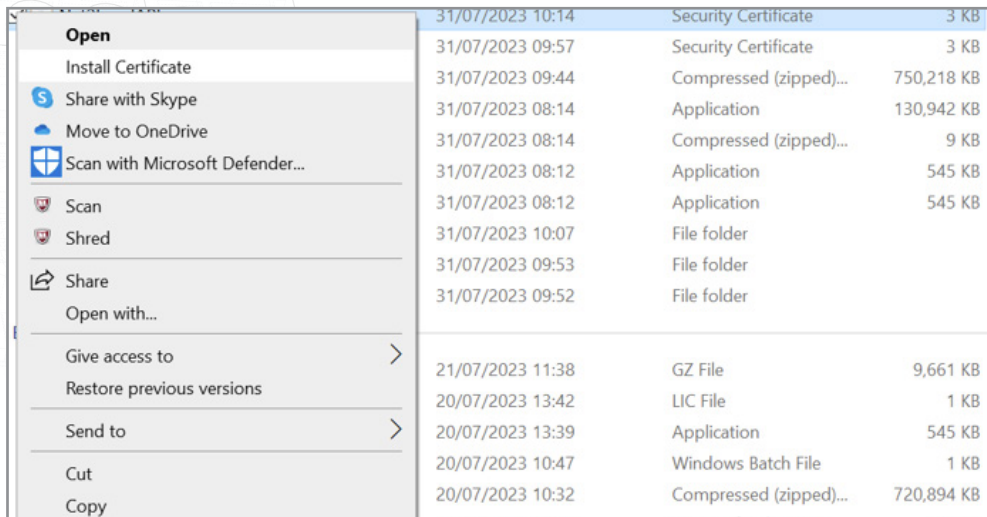 31/07/2023 10:14 Security Certificate 3 KB
Open
31/07/2023 09:57 Security Certificate 3 KB
Install Certificate
31/07/2023 09:44 Compressed (zipped)... 750,218 KB
Share with Skype
31/07/2023 08:14 Application 130,942 KB
Move to OneDrive
31/07/2023 08:14 Compressed (zipped)... 9 KB
Scan with Microsoft Defender...
31/07/2023 08:12 Application 545 KB
Scan
31/07/2023 08:12 Application 545 KB
Shred
31/07/2023 10:07 File folder
31/07/2023 09:53 File folder
Share
31/07/2023 09:52 File folder
Open with...
Give access to
21/07/2023 11:38 GZ File 9,661 KB
Restore previous versions
20/07/2023 13:42 LIC File 1 KB
Send to
20/07/2023 13:39 Application 545 KB
20/07/2023 10:47 Windows Batch File 1 KB
Cut
20/07/2023 10:32 Compressed (zipped)... 720,894 KB
Copy